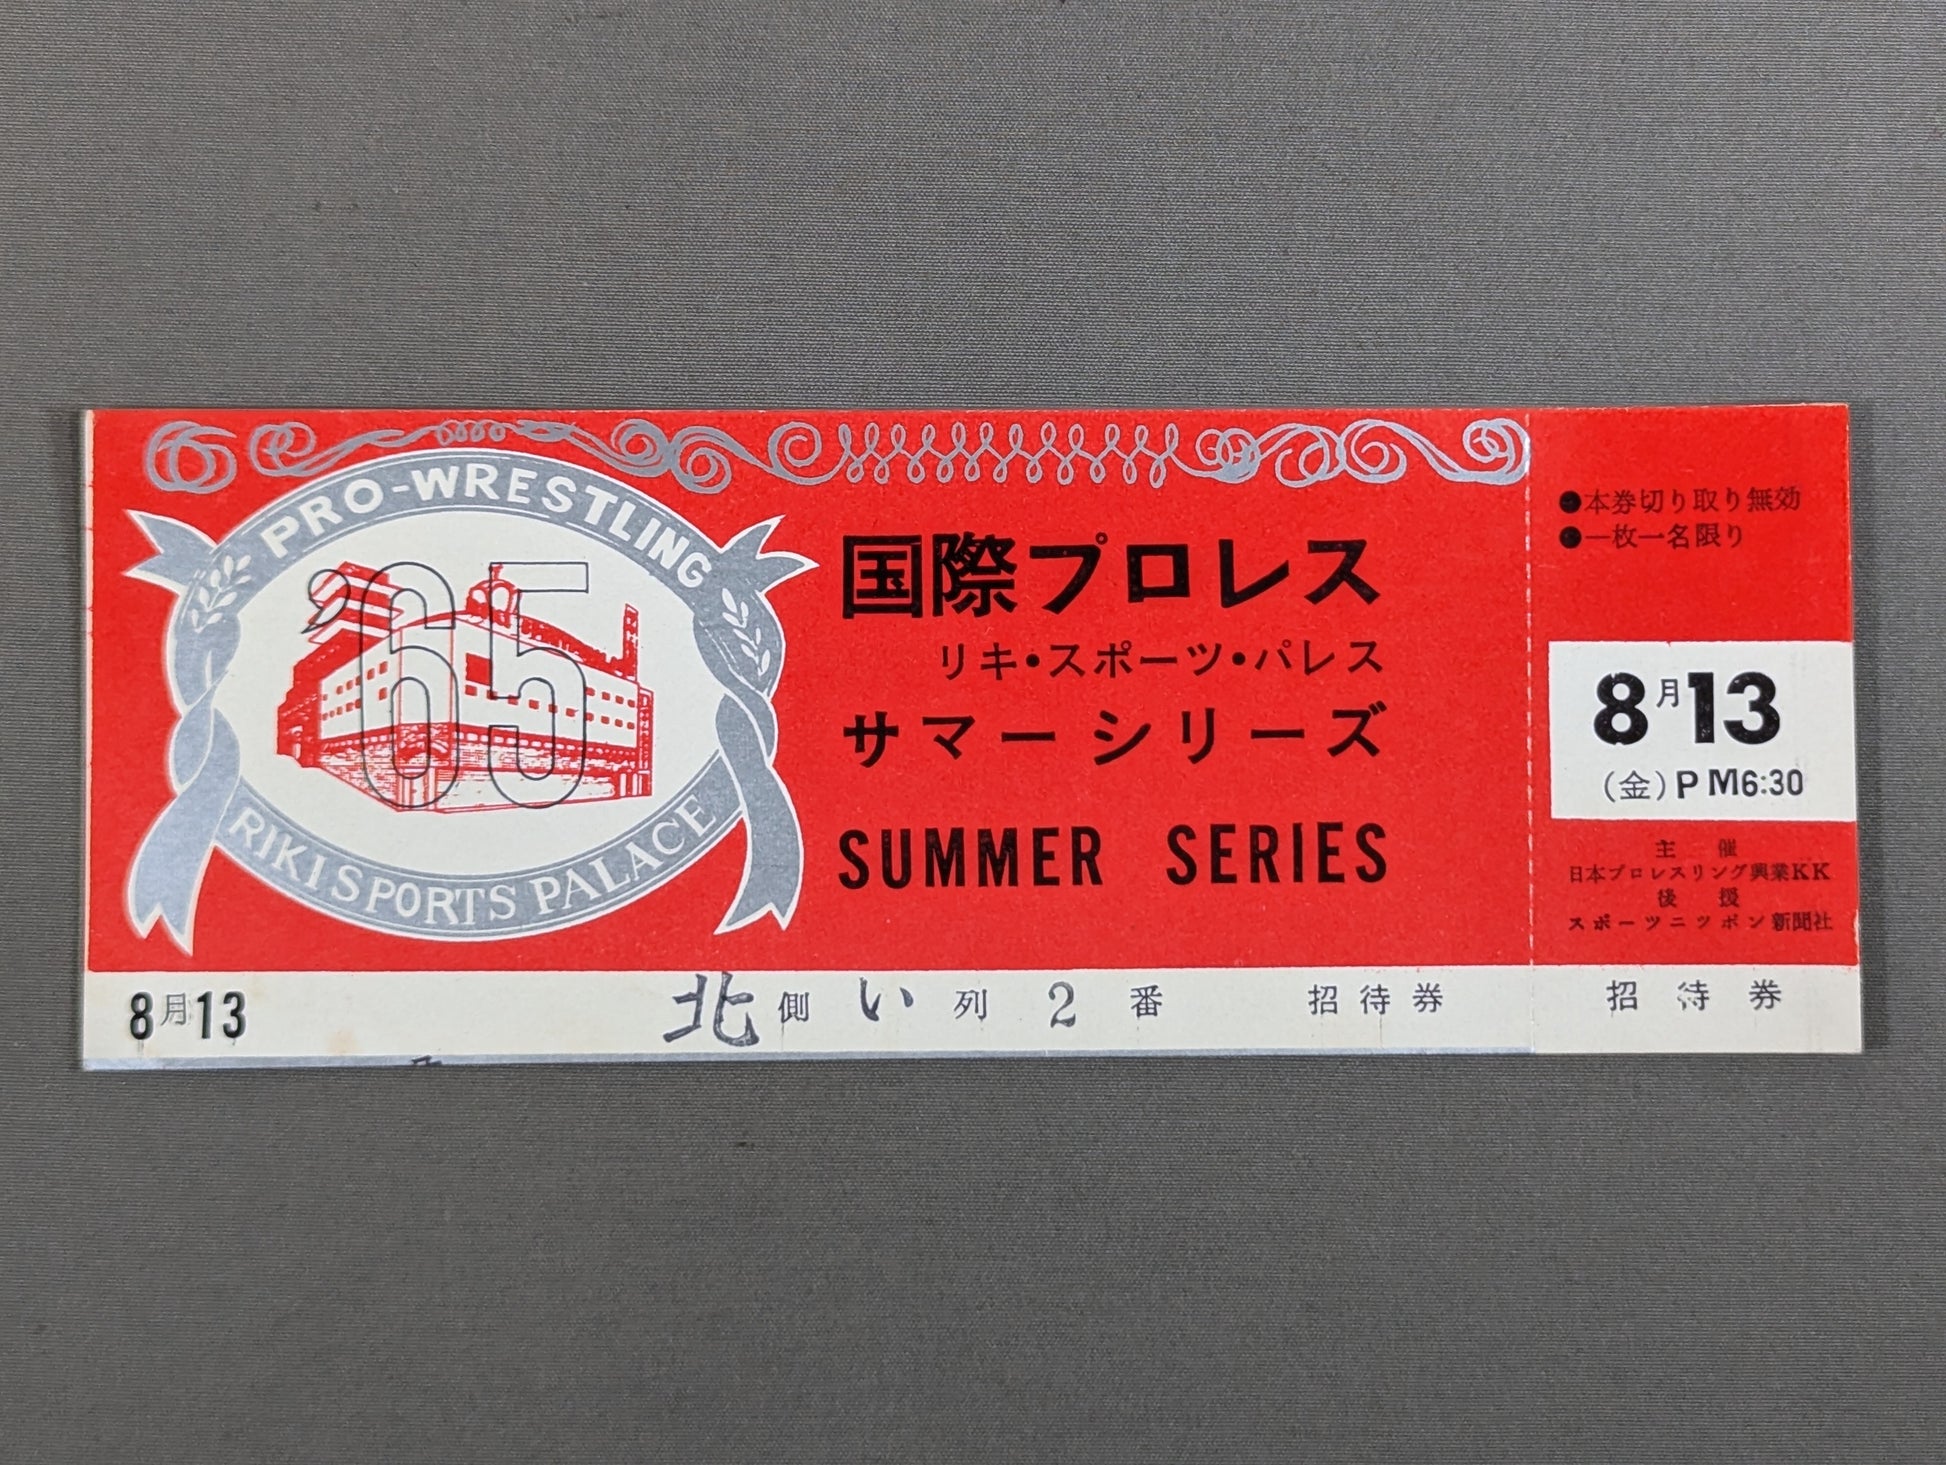 PRO-WRESTLING
'65
RIKI SPORTS PALACE
国際プロレス
リキ・スポーツ・パレス
サマーシリーズ
SUMMER SERIES
8月13
北側 い列 2番 招待券
●本券切り取り無効
●一枚一名限り
8月13
(金)PM6:30
主催
日本プロレスリング興業KK
後援
スポーツニツポン新聞社
招待券